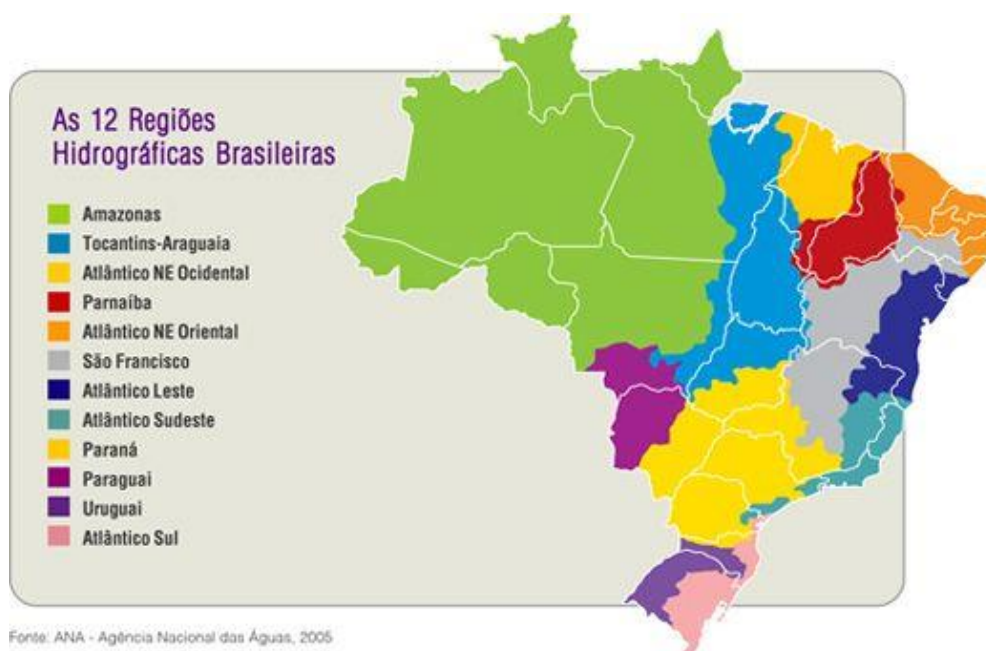 As 12 Regiões
Hidrográficas Brasileiras
Amazonas
Tocantins-Araguaia
Atlântico NE Ocidental
Parnaíba
Atlântico NE Oriental
São Francisco
Atlântico Leste
Atlântico Sudeste
Paraná
Paraguai
Uruguai
Atlântico Sul
Fonte: ANA - Agência Nacional das Águas, 2005